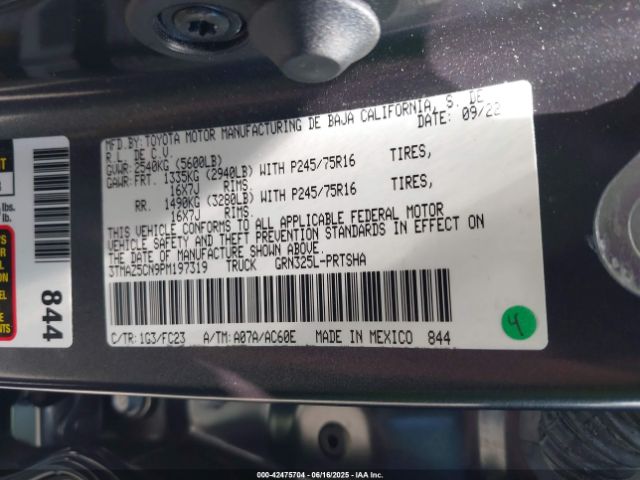 MFD.BY: TOYOTA MOTOR MANUFACTURING DE BAJA CALIFORNIA, S. DE
R.L. DE C.V. DATE: 09/22
GVWR: 2540KG (5600LB)
GAWR: FRT. 1335KG (2940LB) WITH P245/75R16 TIRES,
16X7J RIMS.
RR. 1490KG (3280LB) WITH P245/75R16 TIRES,
16X7J RIMS.
THIS VEHICLE CONFORMS TO ALL APPLICABLE FEDERAL MOTOR
VEHICLE SAFETY AND THEFT PREVENTION STANDARDS IN EFFECT ON
THE DATE OF MANUFACTURE SHOWN ABOVE.
3TMAZ5CN9PM197319 TRUCK GRN325L-PRTSHA
C/TR: 1G3/FC23 A/TM: A07A/AC60E MADE IN MEXICO 844
4
844
lbs.
lb.
000-42475704 - 06/16/2025 - IAA Inc.